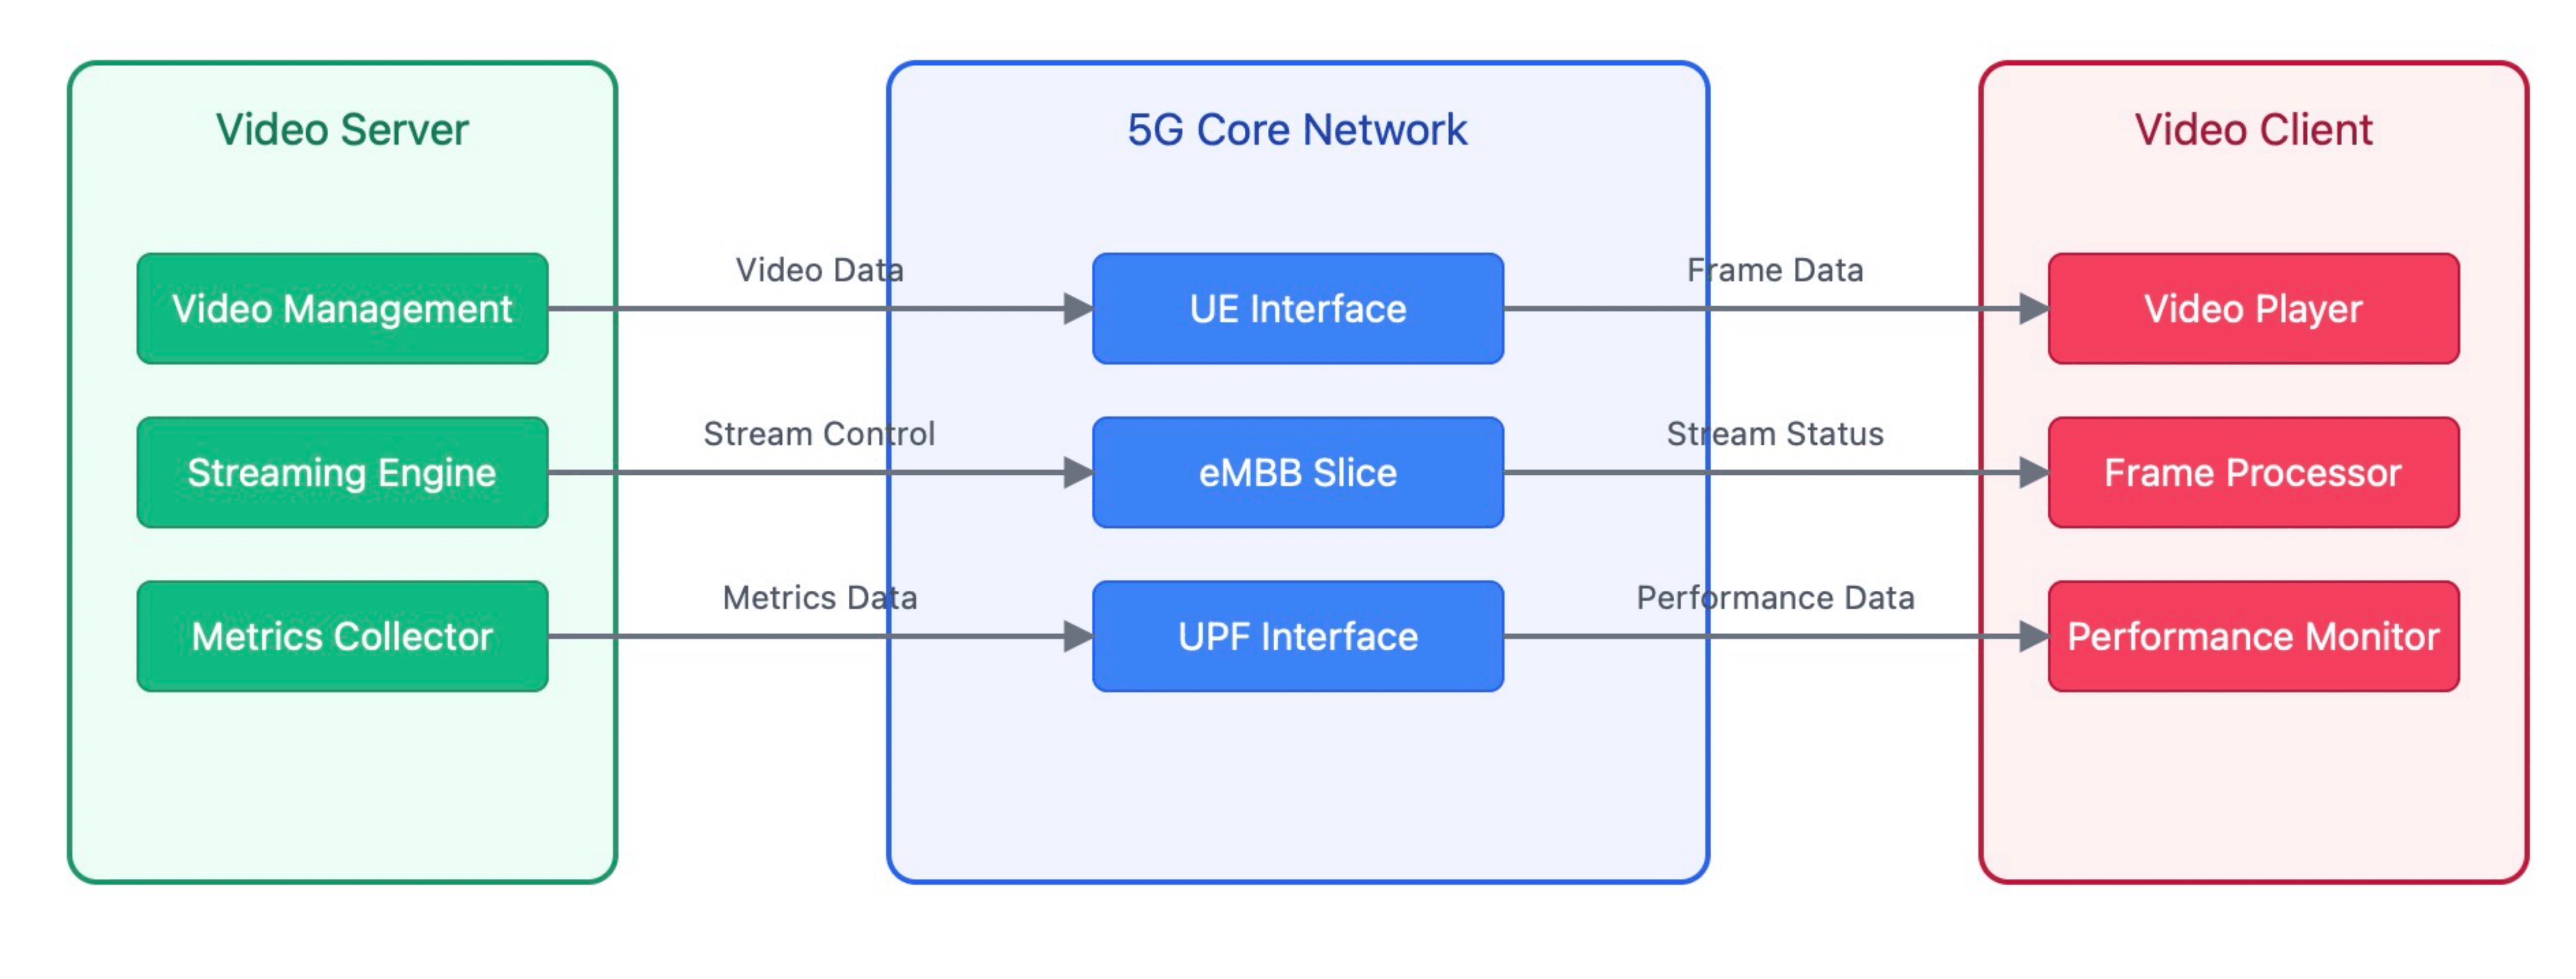 Video Server
5G Core Network
Video Client
Video Management
Video Data
UE Interface
Frame Data
Video Player
Streaming Engine
Stream Control
eMBB Slice
Stream Status
Frame Processor
Metrics Collector
Metrics Data
UPF Interface
Performance Data
Performance Monitor